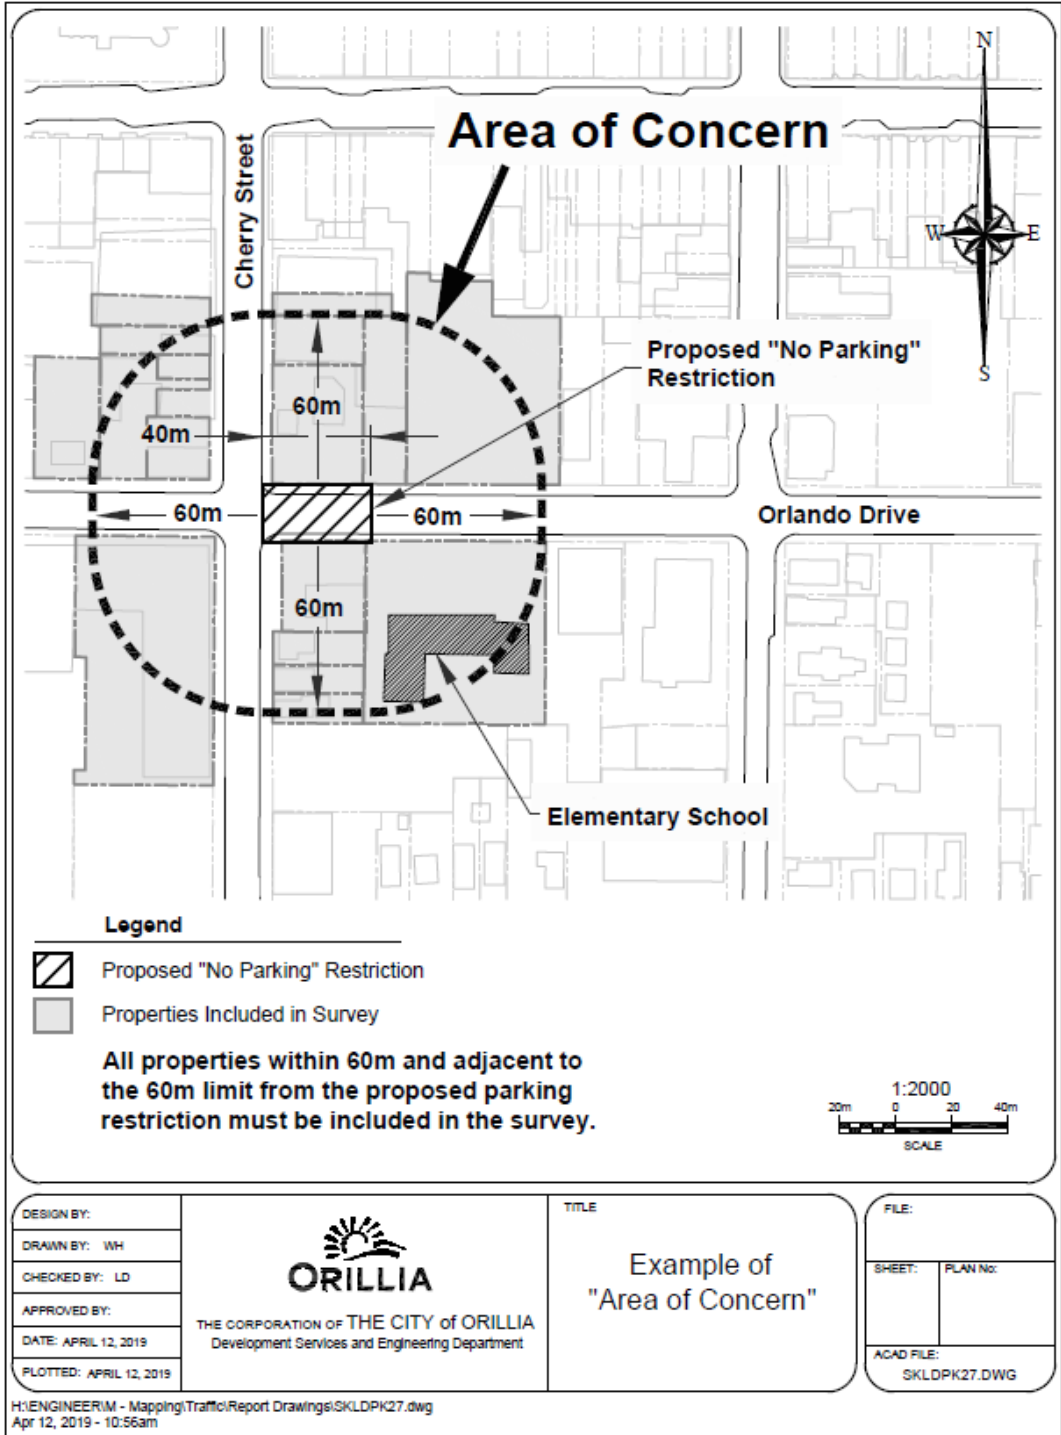 N
Area of Concern
Cherry Street
W
E
Proposed "No Parking"
Restriction
S
60m
40m
60m
60m
Orlando Drive
60m
Elementary School
Legend
Proposed "No Parking" Restriction
Properties Included in Survey
All properties within 60m and adjacent to
the 60m limit from the proposed parking
restriction must be included in the survey.
1:2000
20m 0 20 40m
SCALE
DESIGN BY:
DRAWN BY: WH
CHECKED BY: LD
APPROVED BY:
DATE: APRIL 12, 2019
PLOTTED: APRIL 12, 2019
ORILLIA
THE CORPORATION OF THE CITY of ORILLIA
Development Services and Engineering Department
TITLE
Example of
"Area of Concern"
FILE:
SHEET:
PLAN No:
ACAD FILE:
SKLDPK27.DWG
H:\ENGINEER\M - Mapping\Traffic\Report Drawings\SKLDPK27.dwg
Apr 12, 2019 - 10:56am